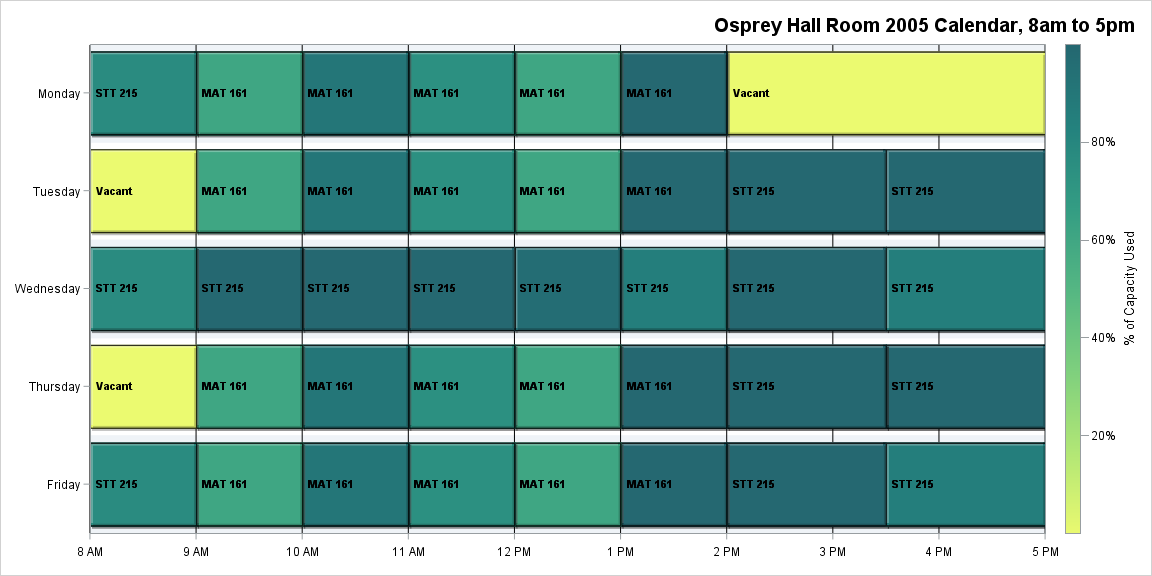 Osprey Hall Room 2005 Calendar, 8am to 5pm
Monday
STT 215
MAT 161
MAT 161
MAT 161
MAT 161
MAT 161
Vacant
Tuesday
Vacant
MAT 161
MAT 161
MAT 161
MAT 161
MAT 161
STT 215
STT 215
Wednesday
STT 215
STT 215
STT 215
STT 215
STT 215
STT 215
STT 215
STT 215
Thursday
Vacant
MAT 161
MAT 161
MAT 161
MAT 161
MAT 161
STT 215
STT 215
Friday
STT 215
MAT 161
MAT 161
MAT 161
MAT 161
MAT 161
STT 215
STT 215
8 AM
9 AM
10 AM
11 AM
12 PM
1 PM
2 PM
3 PM
4 PM
5 PM
80%
60%
40%
20%
% of Capacity Used